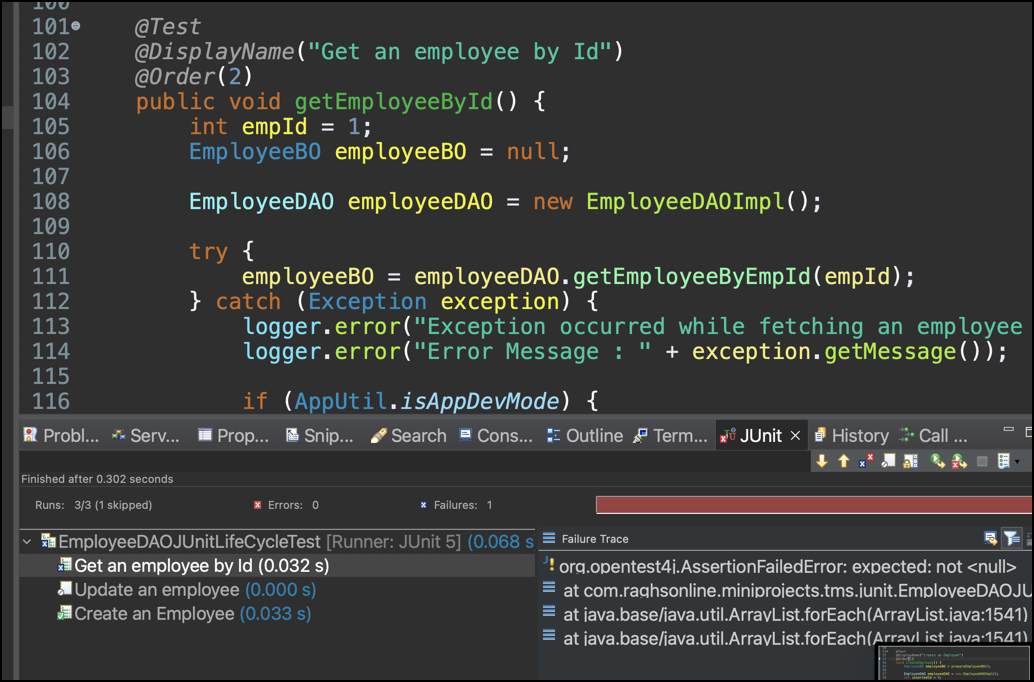 100
101 @Test
102 @DisplayName("Get an employee by Id")
103 @Order(2)
104 public void getEmployeeById() {
105 int empId = 1;
106 EmployeeBO employeeBO = null;
107
108 EmployeeDAO employeeDAO = new EmployeeDAOImpl();
109
110 try {
111 employeeBO = employeeDAO.getEmployeeByEmpId(empId);
112 } catch (Exception exception) {
113 logger.error("Exception occurred while fetching an employee
114 logger.error("Error Message : " + exception.getMessage());
115
116 if (AppUtil.isAppDevMode) {
Probl... Serv... Prop... Snip... Search Cons... Outline Term... JUnit History Call ...
Finished after 0.302 seconds
Runs: 3/3 (1 skipped) Errors: 0 Failures: 1
EmployeeDAOJUnitLifeCycleTest [Runner: JUnit 5] (0.068 s
Get an employee by Id (0.032 s)
Update an employee (0.000 s)
Create an Employee (0.033 s)
Failure Trace
org.opentest4j.AssertionFailedError: expected: not <null>
at com.raghsonline.miniprojects.tms.junit.EmployeeDAOJU
at java.base/java.util.ArrayList.forEach(ArrayList.java:1541)
at java.base/java.util.ArrayList.forEach(ArrayList.java:1541)